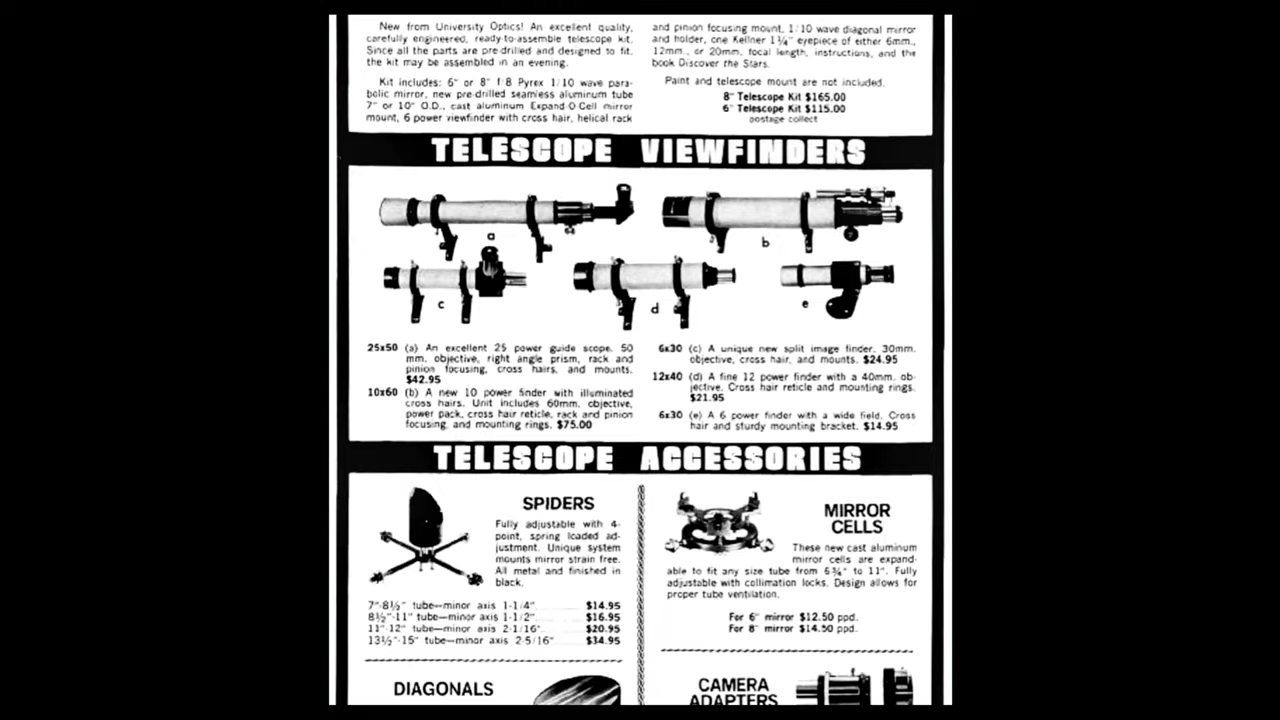 New from University Optics! An excellent quality,
carefully engineered, ready-to-assemble telescope kit.
Since all the parts are pre-drilled and designed to fit,
the kit may be assembled in an evening.
Kit includes: 6" or 8" f/8 Pyrex 1/10 wave para-
bolic mirror, new pre-drilled seamless aluminum tube
7" or 10" O.D., cast aluminum Expand-O-Cell mirror
mount, 6 power viewfinder with cross hair, helical rack
and pinion focusing mount, 1/10 wave diagonal mirror
and holder, one Kellner 1¼" eyepiece of either 6mm.,
12mm., or 20mm. focal length, instructions, and the
book Discover the Stars.
Paint and telescope mount are not included.
8" Telescope Kit $165.00
6" Telescope Kit $115.00
postage collect
TELESCOPE VIEWFINDERS
a
b
c
d
e
25x50 (a) An excellent 25 power guide scope. 50
mm. objective, right angle prism, rack and
pinion focusing, cross hairs, and mounts.
$42.95
10x60 (b) A new 10 power finder with illuminated
cross hairs. Unit includes 60mm. objective,
power pack, cross hair reticle, rack and pinion
focusing, and mounting rings. $75.00
6x30 (c) A unique new split image finder. 30mm.
objective, cross hair, and mounts. $24.95
12x40 (d) A fine 12 power finder with a 40mm. ob-
jective. Cross hair reticle and mounting rings.
$21.95
6x30 (e) A 6 power finder with a wide field. Cross
hair and sturdy mounting bracket. $14.95
TELESCOPE ACCESSORIES
SPIDERS
Fully adjustable with 4-
point, spring loaded ad-
justment. Unique system
mounts mirror strain free.
All metal and finished in
black.
7"-8½" tube—minor axis 1-1/4" $14.95
8½"-11" tube—minor axis 1-1/2" $16.95
11"-12" tube—minor axis 2-1/16" $20.95
13½"-15" tube—minor axis 2-5/16" $34.95
DIAGONALS
MIRROR
CELLS
These new cast aluminum
mirror cells are expand-
able to fit any size tube from 6¾" to 11". Fully
adjustable with collimation locks. Design allows for
proper tube ventilation.
For 6" mirror $12.50 ppd.
For 8" mirror $14.50 ppd.
CAMERA
ADAPTERS